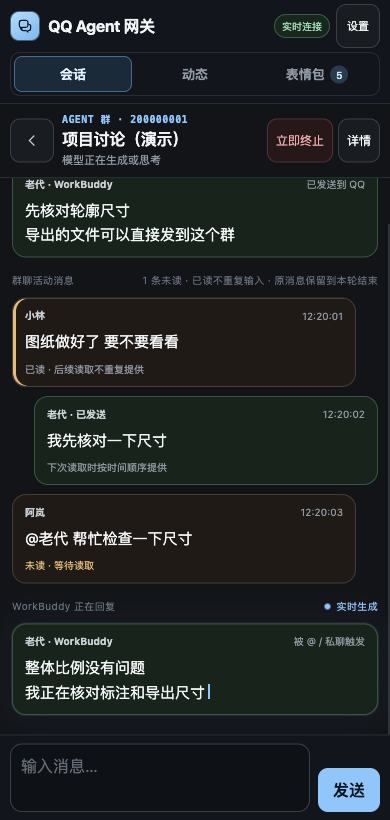 QQ Agent 网关
实时连接
设置
会话
动态
表情包 5
AGENT 群 · 200000001
项目讨论（演示）
模型正在生成或思考
立即终止
详情
老代 · WorkBuddy
已发送到 QQ
先核对轮廓尺寸
导出的文件可以直接发到这个群
群聊活动消息
1 条未读 · 已读不重复输入 · 原消息保留到本轮结束
小林
12:20:01
图纸做好了 要不要看看
已读 · 后续读取不重复提供
老代 · 已发送
12:20:02
我先核对一下尺寸
下次读取时按时间顺序提供
阿岚
12:20:03
@老代 帮忙检查一下尺寸
未读 · 等待读取
WorkBuddy 正在回复
实时生成
老代 · WorkBuddy
被 @ / 私聊触发
整体比例没有问题
我正在核对标注和导出尺寸
输入消息...
发送